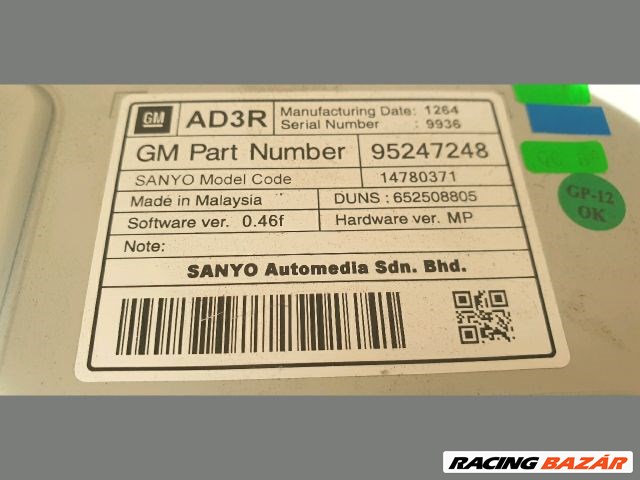 GM
AD3R
Manufacturing Date: 1264
Serial Number : 9936
GM Part Number 95247248
SANYO Model Code 14780371
Made in Malaysia DUNS : 652508805
Software ver. 0.46f Hardware ver. MP
Note:
SANYO Automedia Sdn. Bhd.
GP-12
OK
RACING BAZÁR